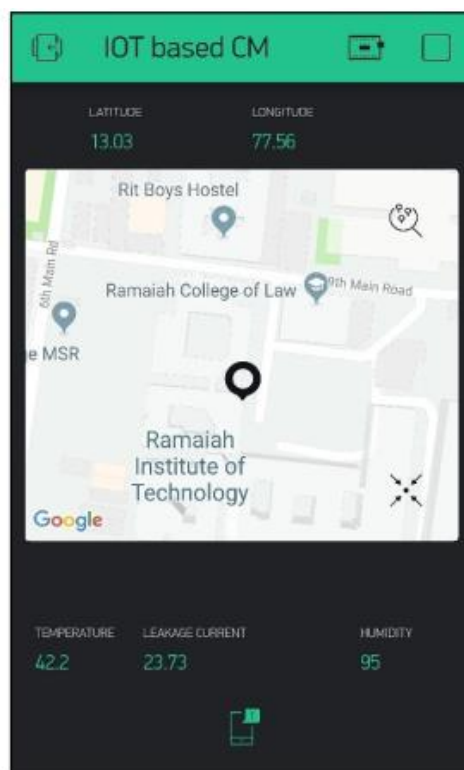 IOT based CM
LATITUDE LONGITUDE
13.03 77.56
Rit Boys Hostel
6th Main Rd
Ramaiah College of Law
9th Main Road
e MSR
Ramaiah
Institute of
Technology
Google
TEMPERATURE LEAKAGE CURRENT HUMIDITY
42.2 23.73 95